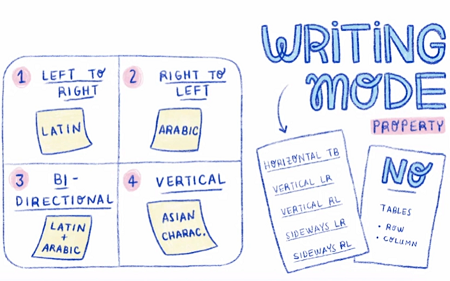 1 LEFT TO
RIGHT
LATIN
2 RIGHT TO
LEFT
ARABIC
3 BI-
DIRECTIONAL
LATIN
+
ARABIC
4 VERTICAL
ASIAN
CHARAC.
WRITING
MODE
PROPERTY
HORIZONTAL TB
VERTICAL LR
VERTICAL RL
SIDEWAYS LR
SIDEWAYS RL
NO
TABLES
• ROW
• COLUMN